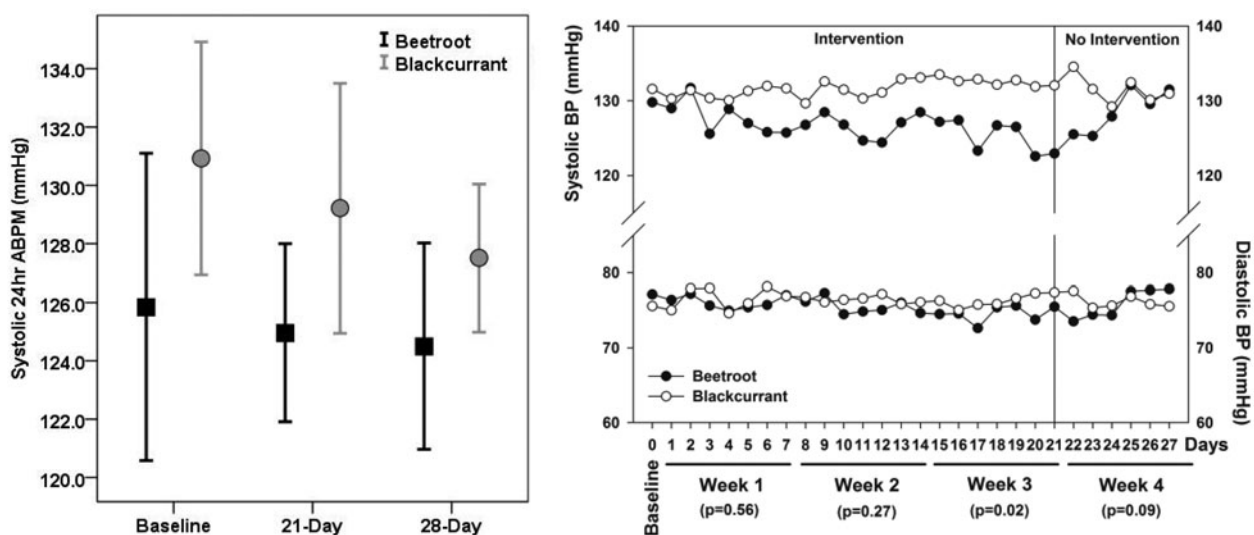 Systolic 24hr ABPM (mmHg)
134.0
132.0
130.0
128.0
126.0
124.0
122.0
120.0
Beetroot
Blackcurrant
Baseline
21-Day
28-Day
Systolic BP (mmHg)
140
130
120
80
70
60
Intervention
No Intervention
140
130
120
80
70
60
Diastolic BP (mmHg)
Beetroot
Blackcurrant
0 1 2 3 4 5 6 7 8 9 10 11 12 13 14 15 16 17 18 19 20 21 22 23 24 25 26 27 Days
Baseline
Week 1 Week 2 Week 3 Week 4
(p=0.56) (p=0.27) (p=0.02) (p=0.09)